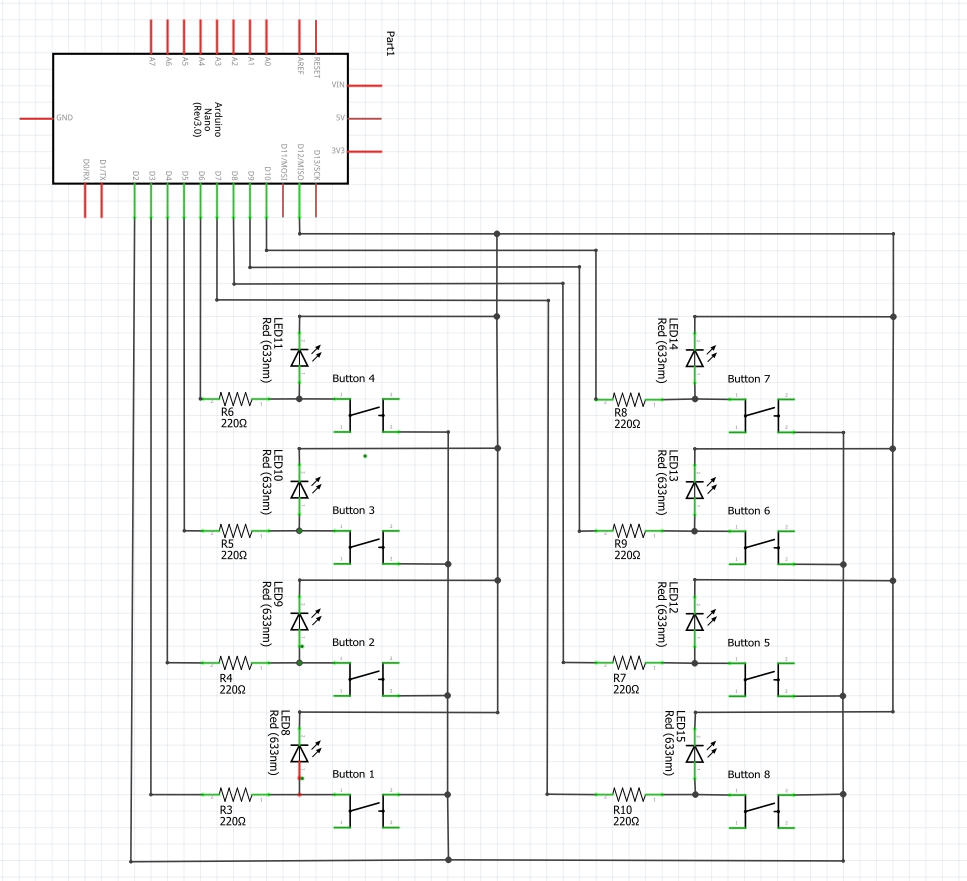 Part1
A7
A6
A5
A4
A3
A2
A1
A0
AREF
RESET
VIN
5V
3V3
GND
Arduino
Nano
(Rev3.0)
D0/RX
D1/TX
D2
D3
D4
D5
D6
D7
D8
D9
D10
D11/MOSI
D12/MISO
D13/SCK
LED11
Red (633nm)
Button 4
R6
220Ω
LED14
Red (633nm)
Button 7
R8
220Ω
LED10
Red (633nm)
Button 3
R5
220Ω
LED13
Red (633nm)
Button 6
R9
220Ω
LED9
Red (633nm)
Button 2
R4
220Ω
LED12
Red (633nm)
Button 5
R7
220Ω
LED8
Red (633nm)
Button 1
R3
220Ω
LED15
Red (633nm)
Button 8
R10
220Ω